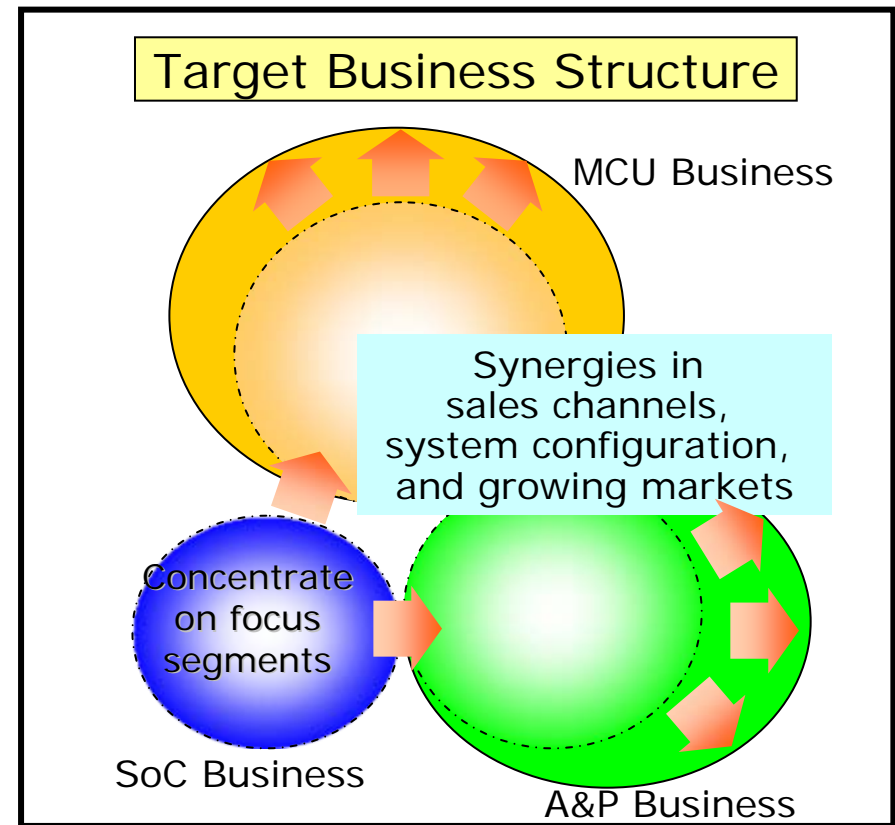 Target Business Structure
MCU Business
Synergies in
sales channels,
system configuration,
and growing markets
Concentrate
on focus
segments
SoC Business
A&P Business